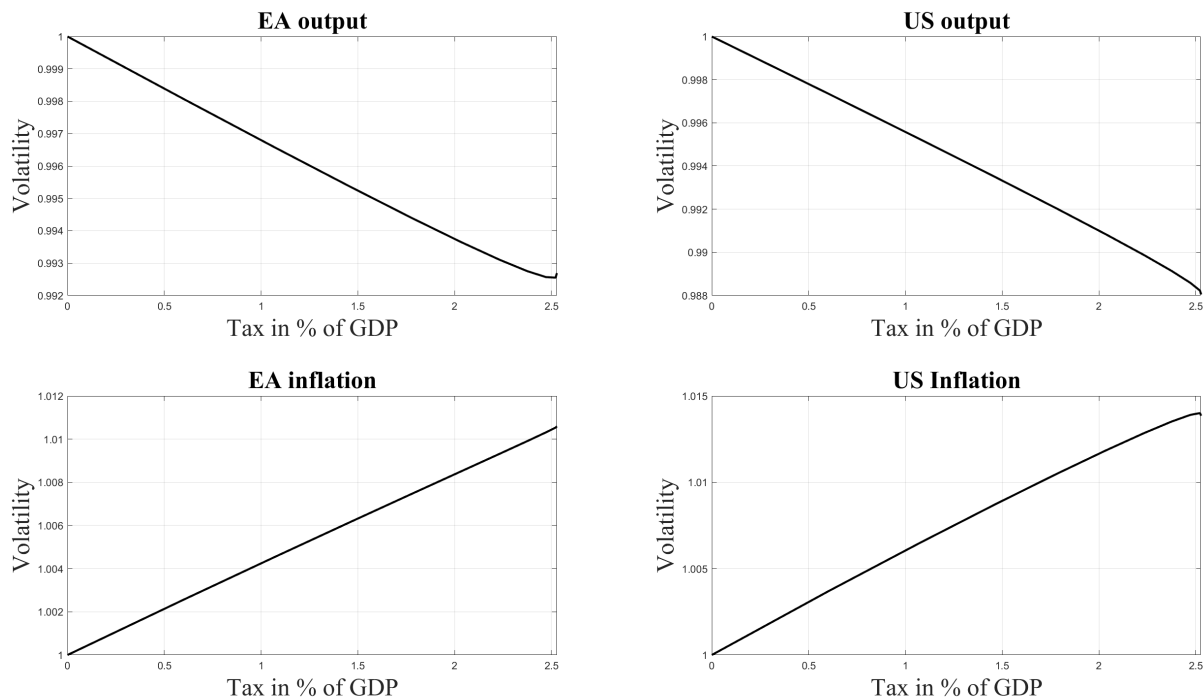 EA output
1
0.999
0.998
0.997
0.996
0.995
0.994
0.993
0.992
Volatility
0 0.5 1 1.5 2 2.5
Tax in % of GDP
US output
1
0.998
0.996
0.994
0.992
0.99
0.988
Volatility
0 0.5 1 1.5 2 2.5
Tax in % of GDP
EA inflation
1.012
1.01
1.008
1.006
1.004
1.002
1
Volatility
0 0.5 1 1.5 2 2.5
Tax in % of GDP
US Inflation
1.015
1.01
1.005
1
Volatility
0 0.5 1 1.5 2 2.5
Tax in % of GDP